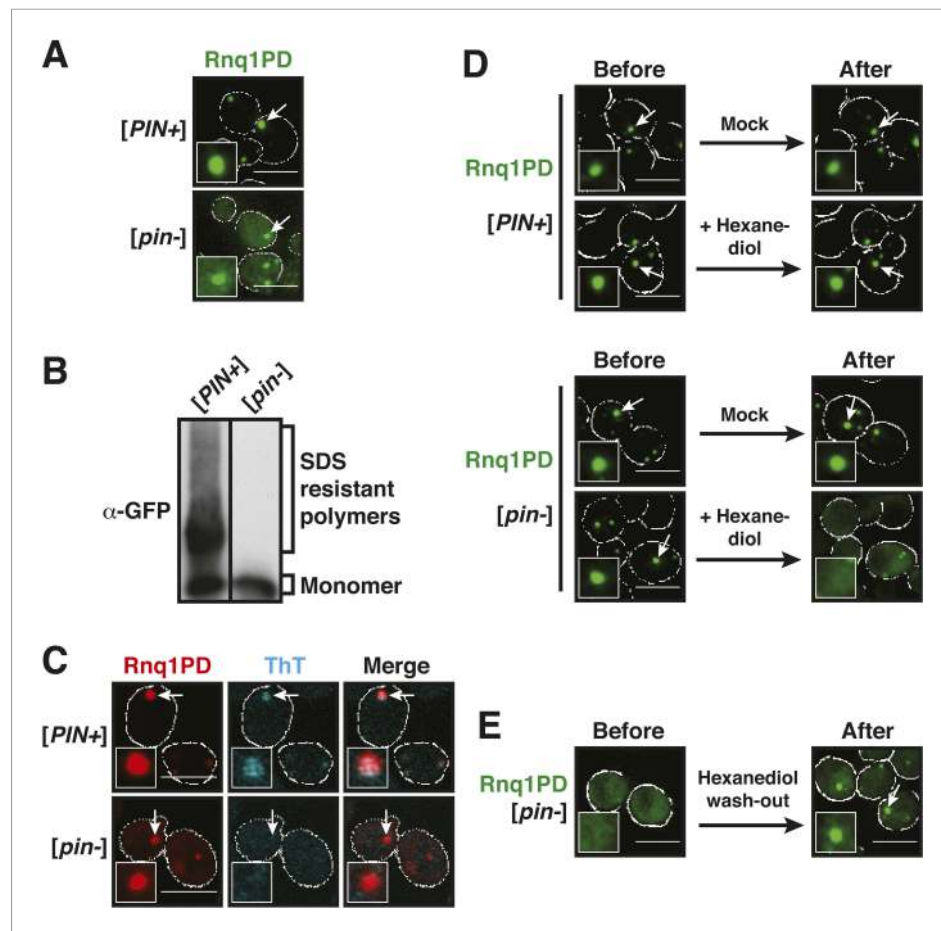 A
Rnq1PD
[PIN+]
[pin-]
B
[PIN+]
[pin-]
α-GFP
SDS
resistant
polymers
Monomer
C
Rnq1PD
ThT
Merge
[PIN+]
[pin-]
D
Before
After
Mock
Rnq1PD
[PIN+]
+ Hexane-
diol
Before
After
Mock
Rnq1PD
[pin-]
+ Hexane-
diol
E
Before
After
Rnq1PD
[pin-]
Hexanediol
wash-out